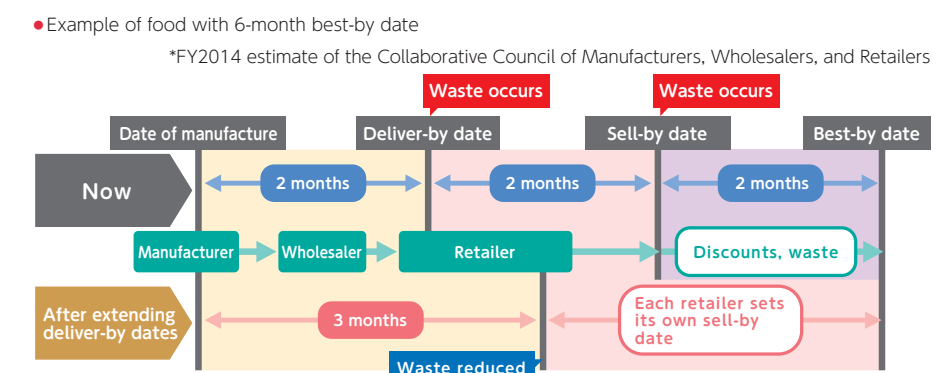 ●Example of food with 6-month best-by date
*FY2014 estimate of the Collaborative Council of Manufacturers, Wholesalers, and Retailers
Waste occurs
Waste occurs
Date of manufacture
Deliver-by date
Sell-by date
Best-by date
Now
2 months
2 months
2 months
Manufacturer
Wholesaler
Retailer
Discounts, waste
After extending
deliver-by dates
3 months
Each retailer sets
its own sell-by
date
Waste reduced